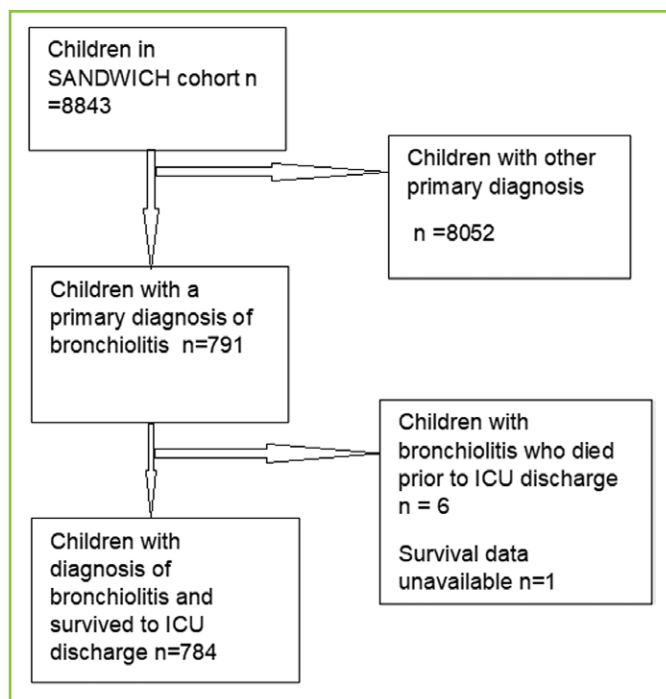 Children in
SANDWICH cohort n
=8843
Children with other
primary diagnosis
n =8052
Children with a
primary diagnosis of
bronchiolitis n=791
Children with
bronchiolitis who died
prior to ICU discharge
n = 6
Survival data
unavailable n=1
Children with
diagnosis of
bronchiolitis and
survived to ICU
discharge n=784